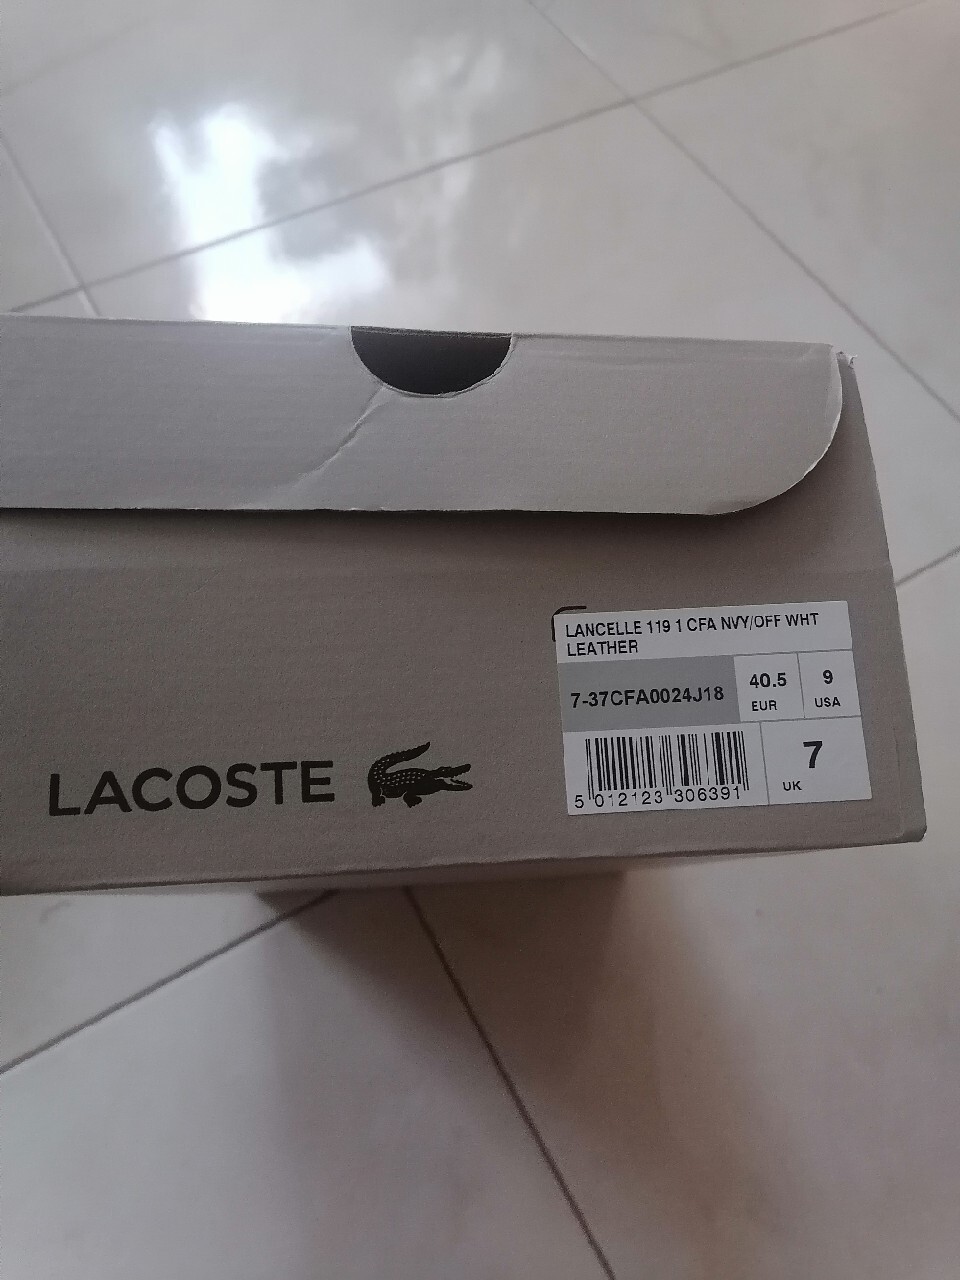 LANCELLE 119 1 CFA NVY/OFF WHT
LEATHER
7-37CFA0024J18
40.5
EUR
9
USA
5 012123 306391
7
UK
LACOSTE